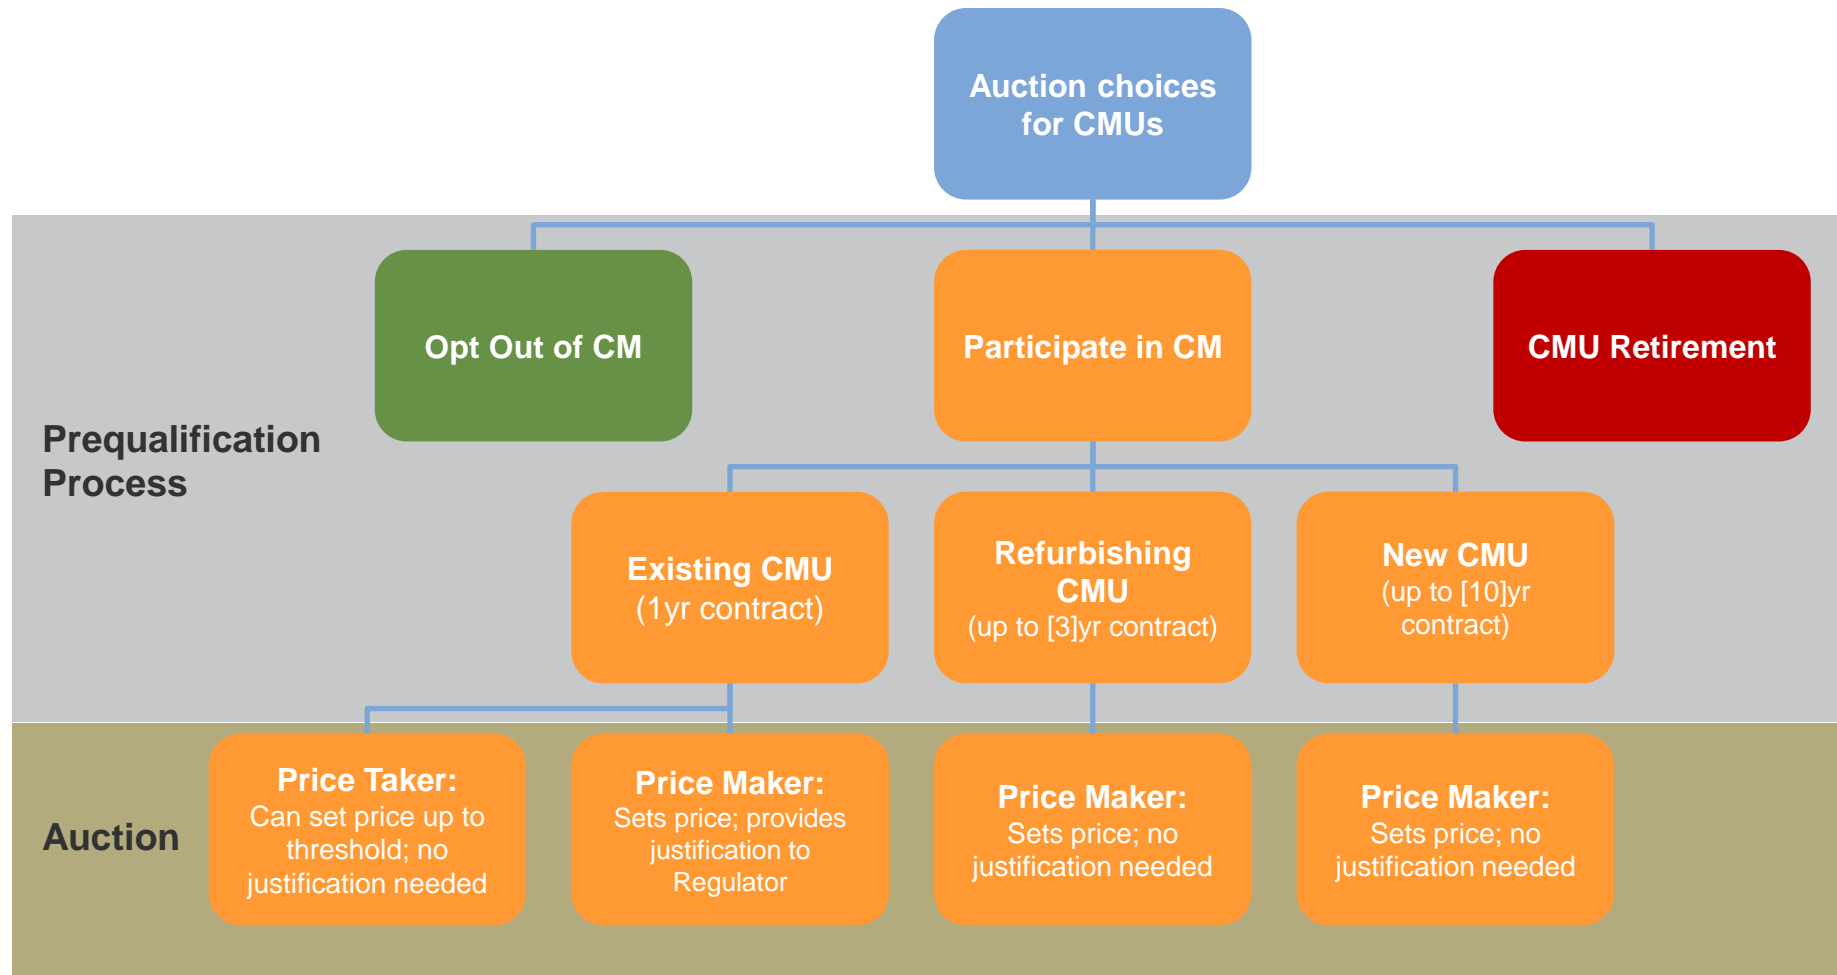 Auction choices
for CMUs
Opt Out of CM
Participate in CM
CMU Retirement
Prequalification
Process
Existing CMU
(1yr contract)
Refurbishing
CMU
(up to [3]yr contract)
New CMU
(up to [10]yr
contract)
Auction
Price Taker:
Can set price up to
threshold; no
justification needed
Price Maker:
Sets price; provides
justification to
Regulator
Price Maker:
Sets price; no
justification needed
Price Maker:
Sets price; no
justification needed